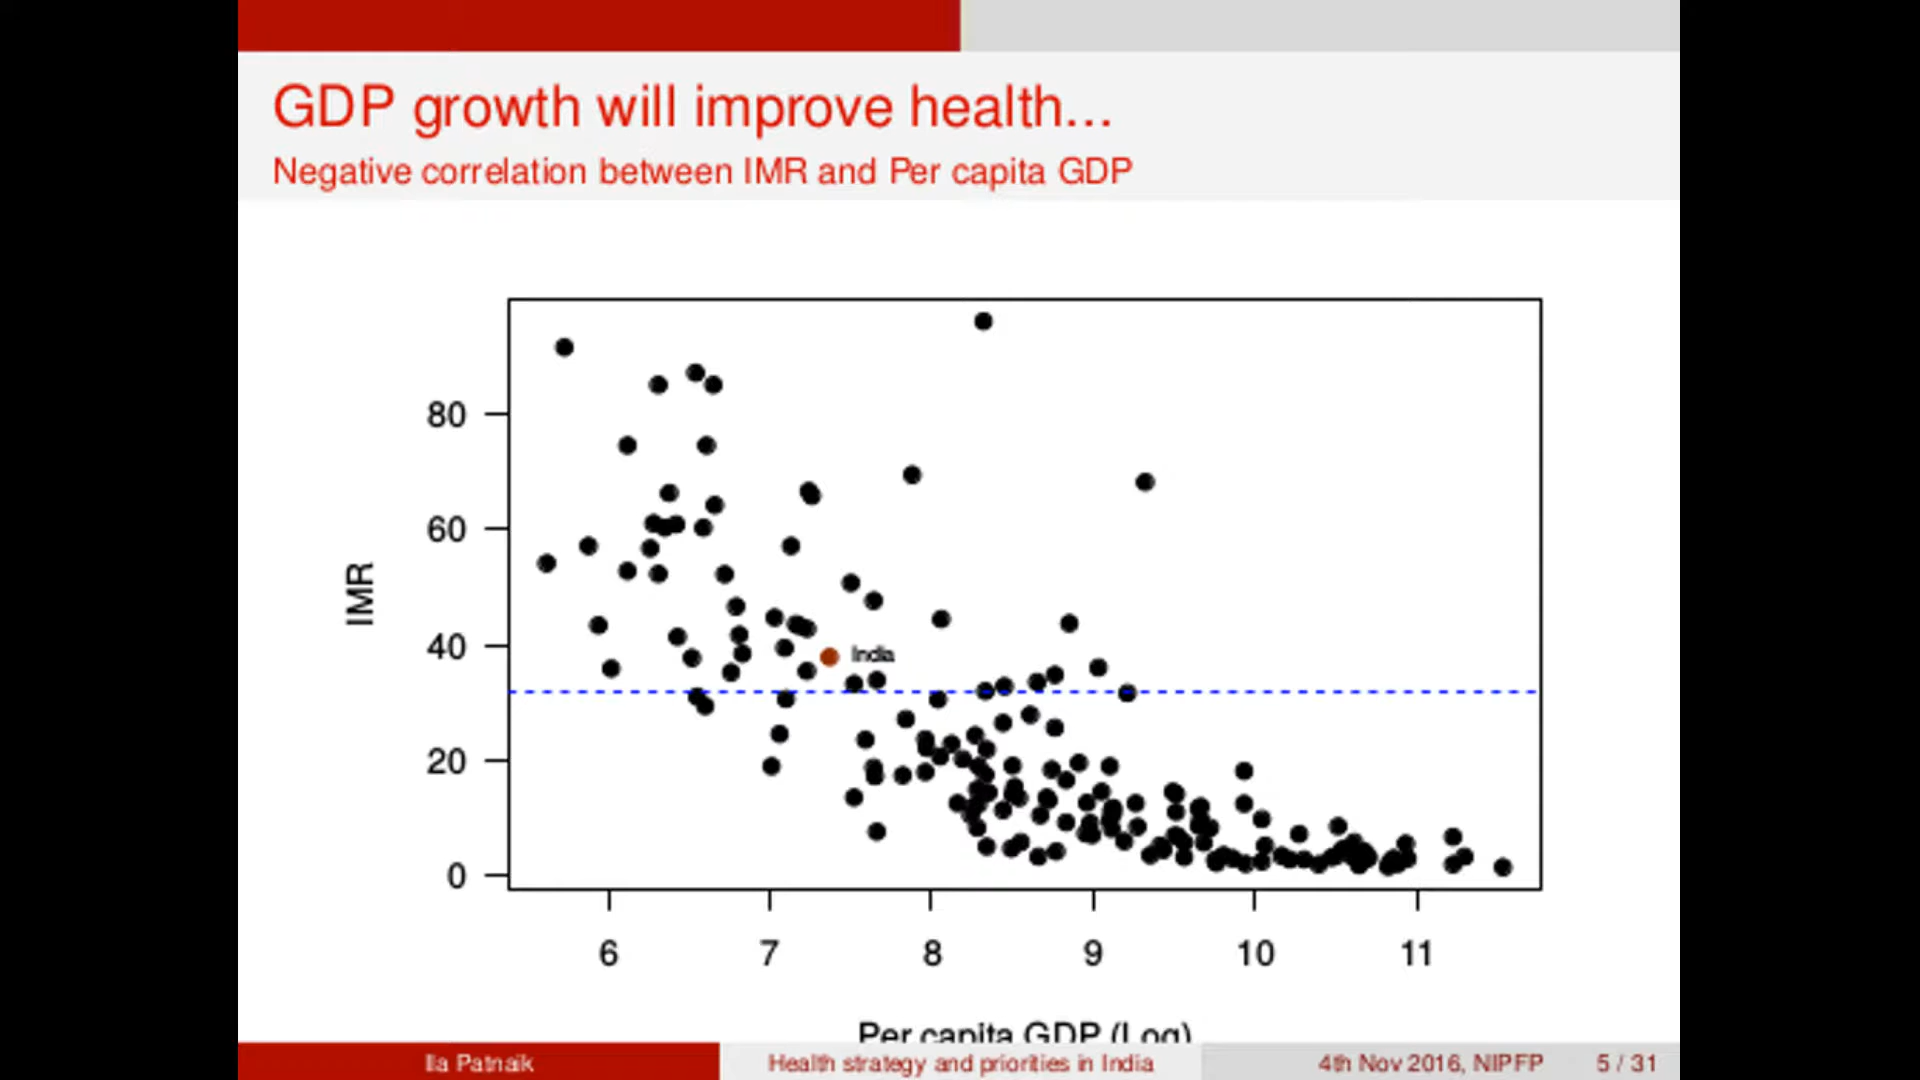 GDP growth will improve health...
Negative correlation between IMR and Per capita GDP
80
60
40
20
0
IMR
India
6 7 8 9 10 11
Per capita GDP (Log)
Ila Patnaik
Health strategy and priorities in India
4th Nov 2016, NIPFP
5 / 31